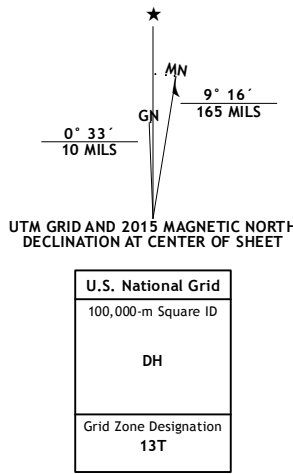 MN
GN
9° 16´
165 MILS
0° 33´
10 MILS
UTM GRID AND 2015 MAGNETIC NORTH
DECLINATION AT CENTER OF SHEET
U.S. National Grid
100,000-m Square ID
DH
Grid Zone Designation
13T